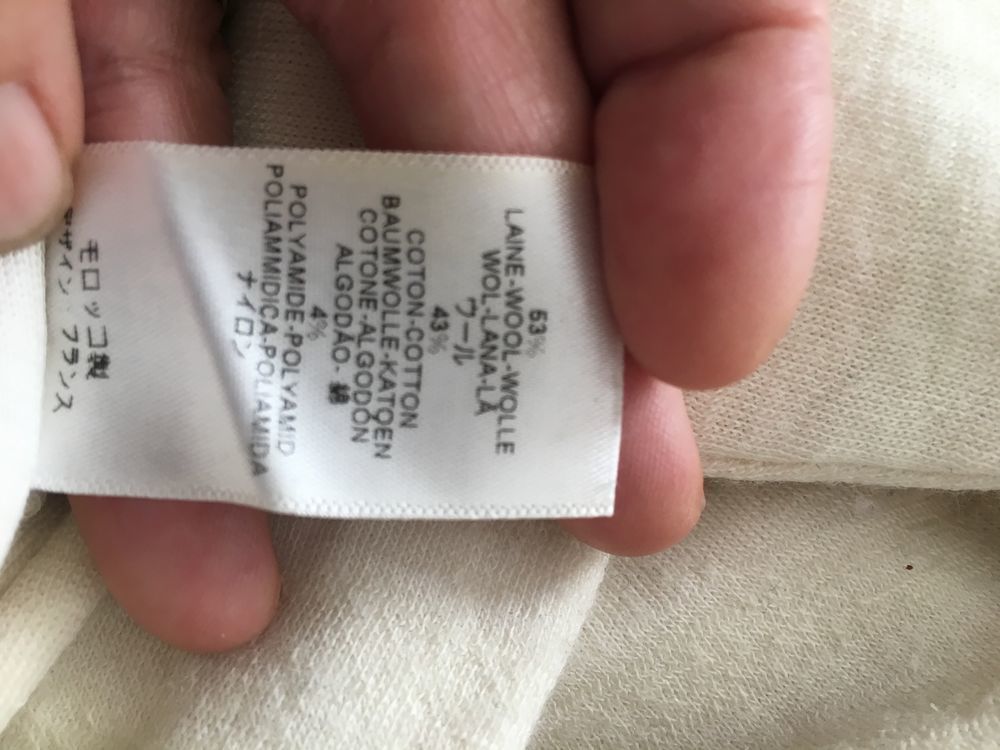 53%
LAINE-WOOL-WOLLE
WOL-LANA-LÃ
ウール
43%
COTON-COTTON
BAUMWOLLE-KATOEN
COTONE-ALGODÓN
ALGODÃO-綿
4%
POLYAMIDE-POLYAMID
POLIAMMIDICA-POLIAMIDA
ナイロン
モロッコ製
デザイン:フランス